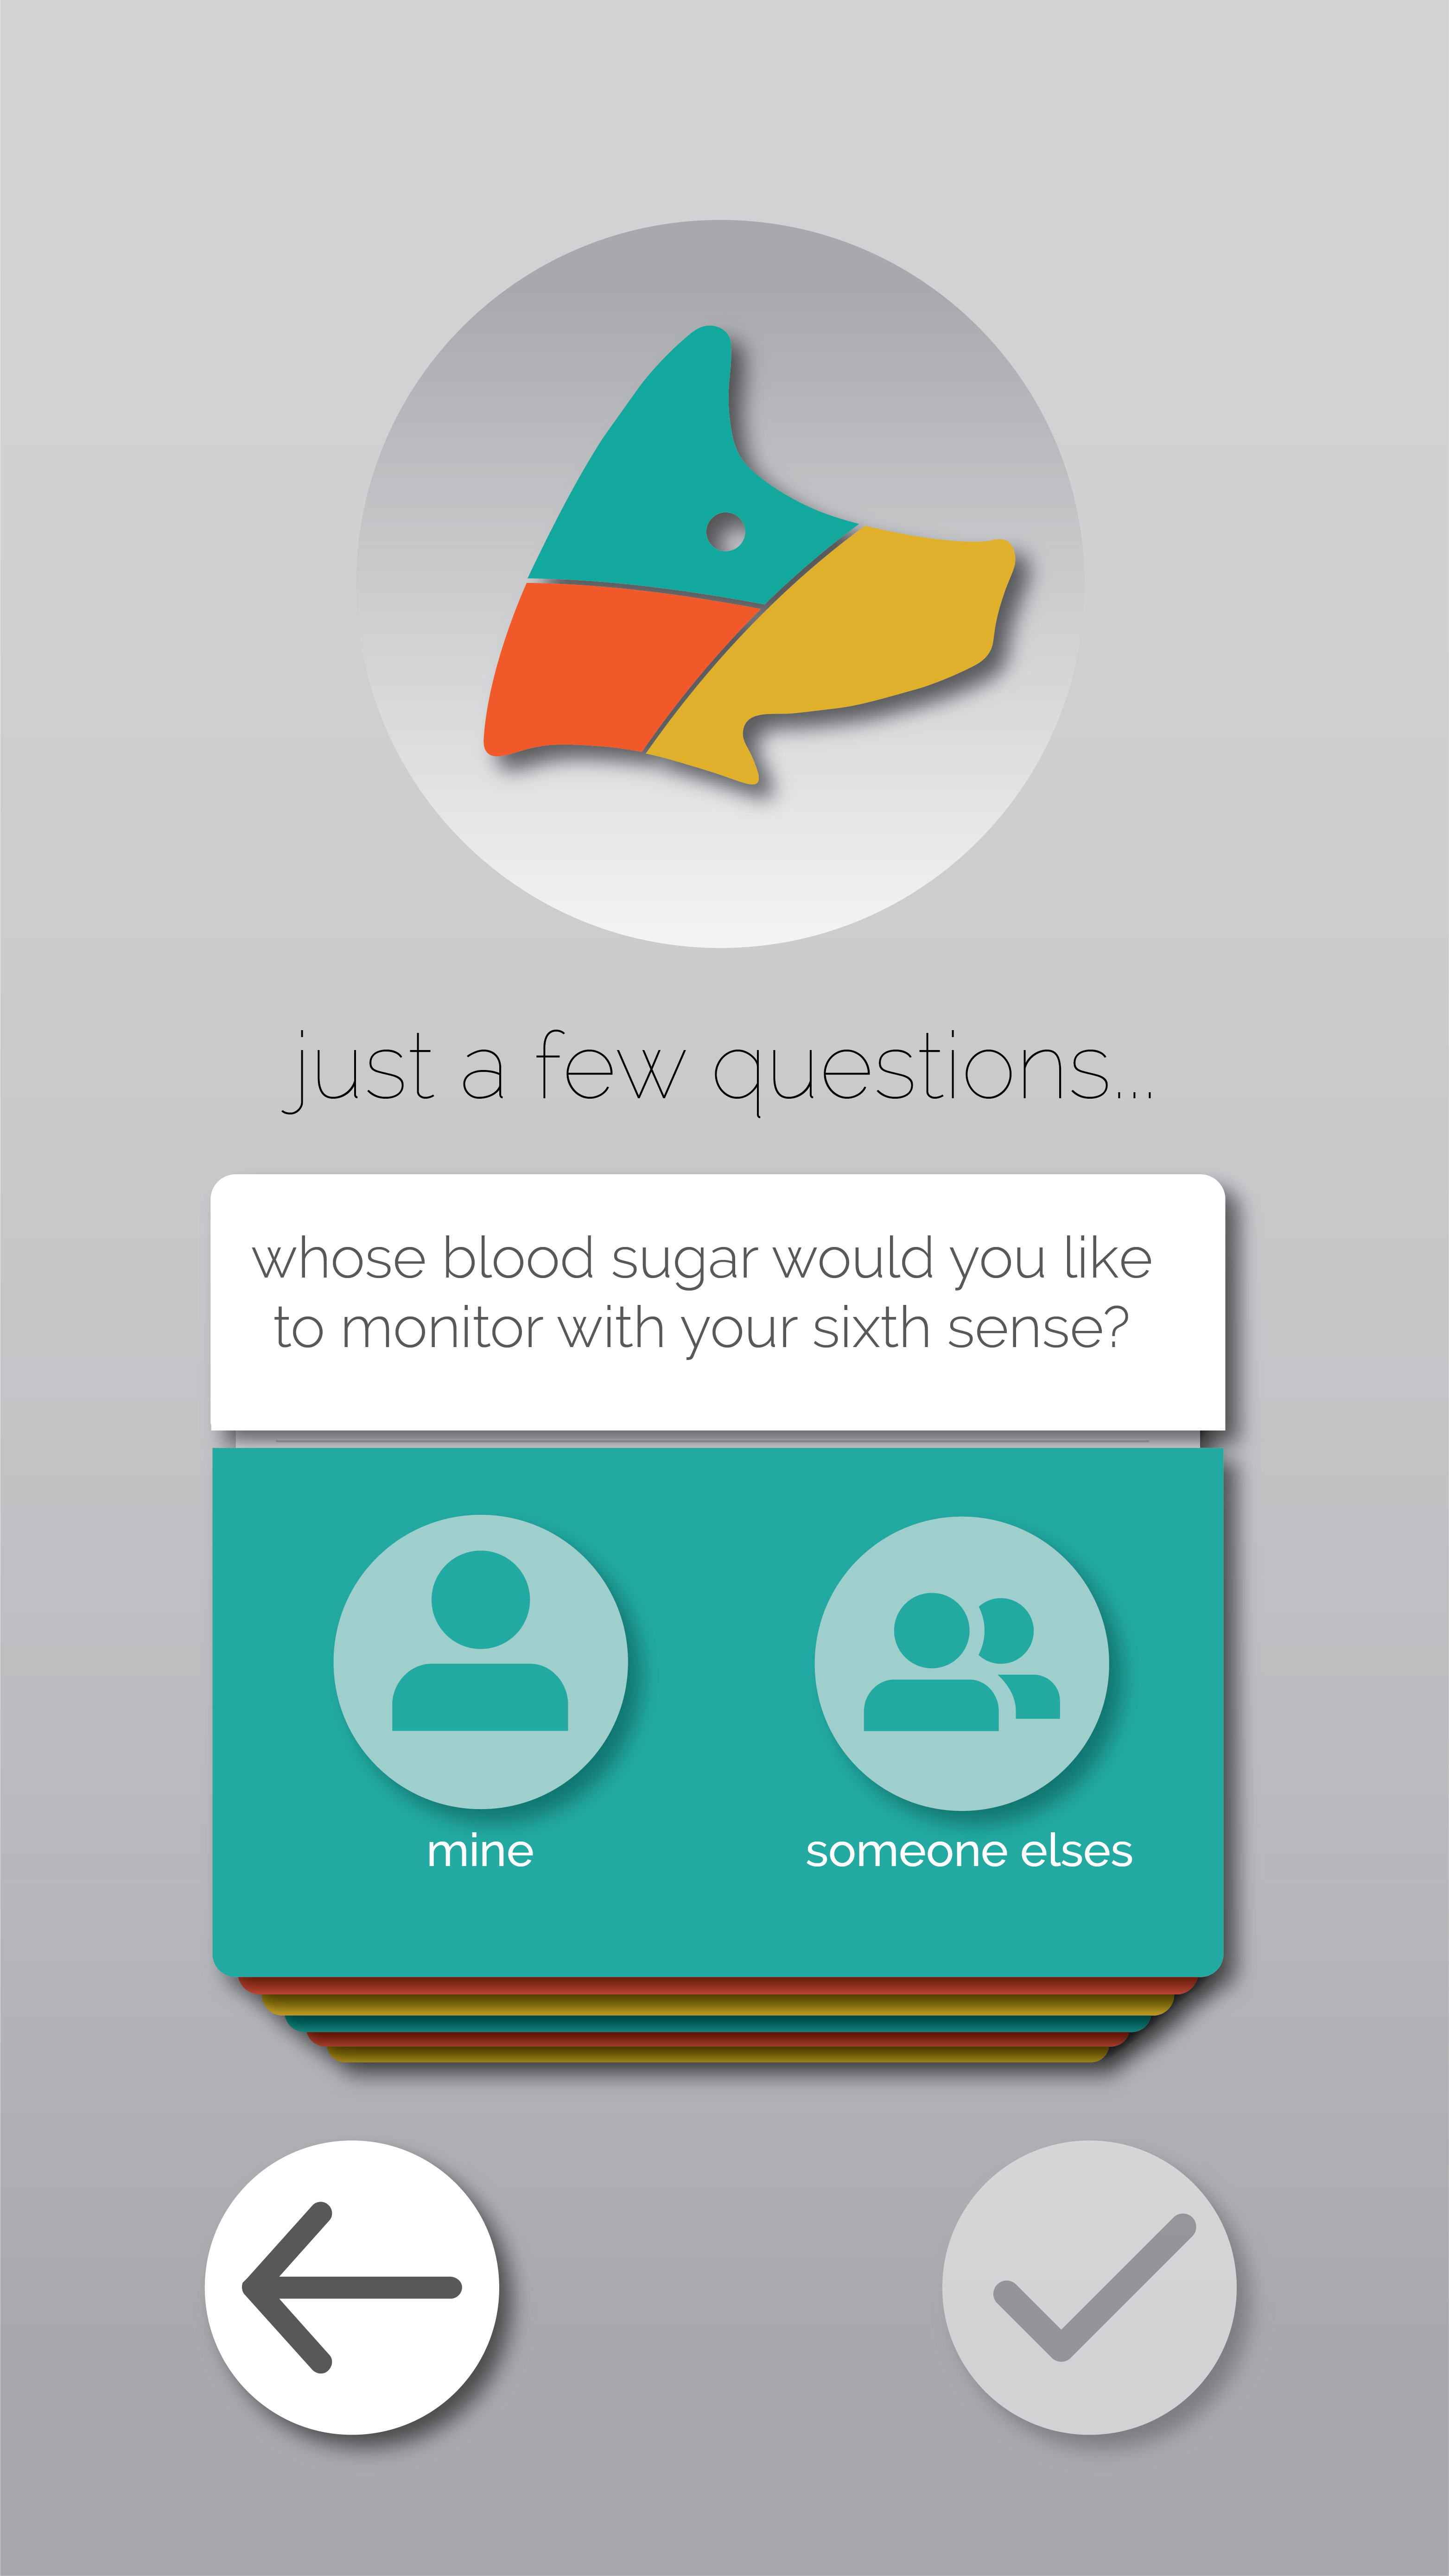 just a few questions...
whose blood sugar would you like
to monitor with your sixth sense?
mine
someone elses